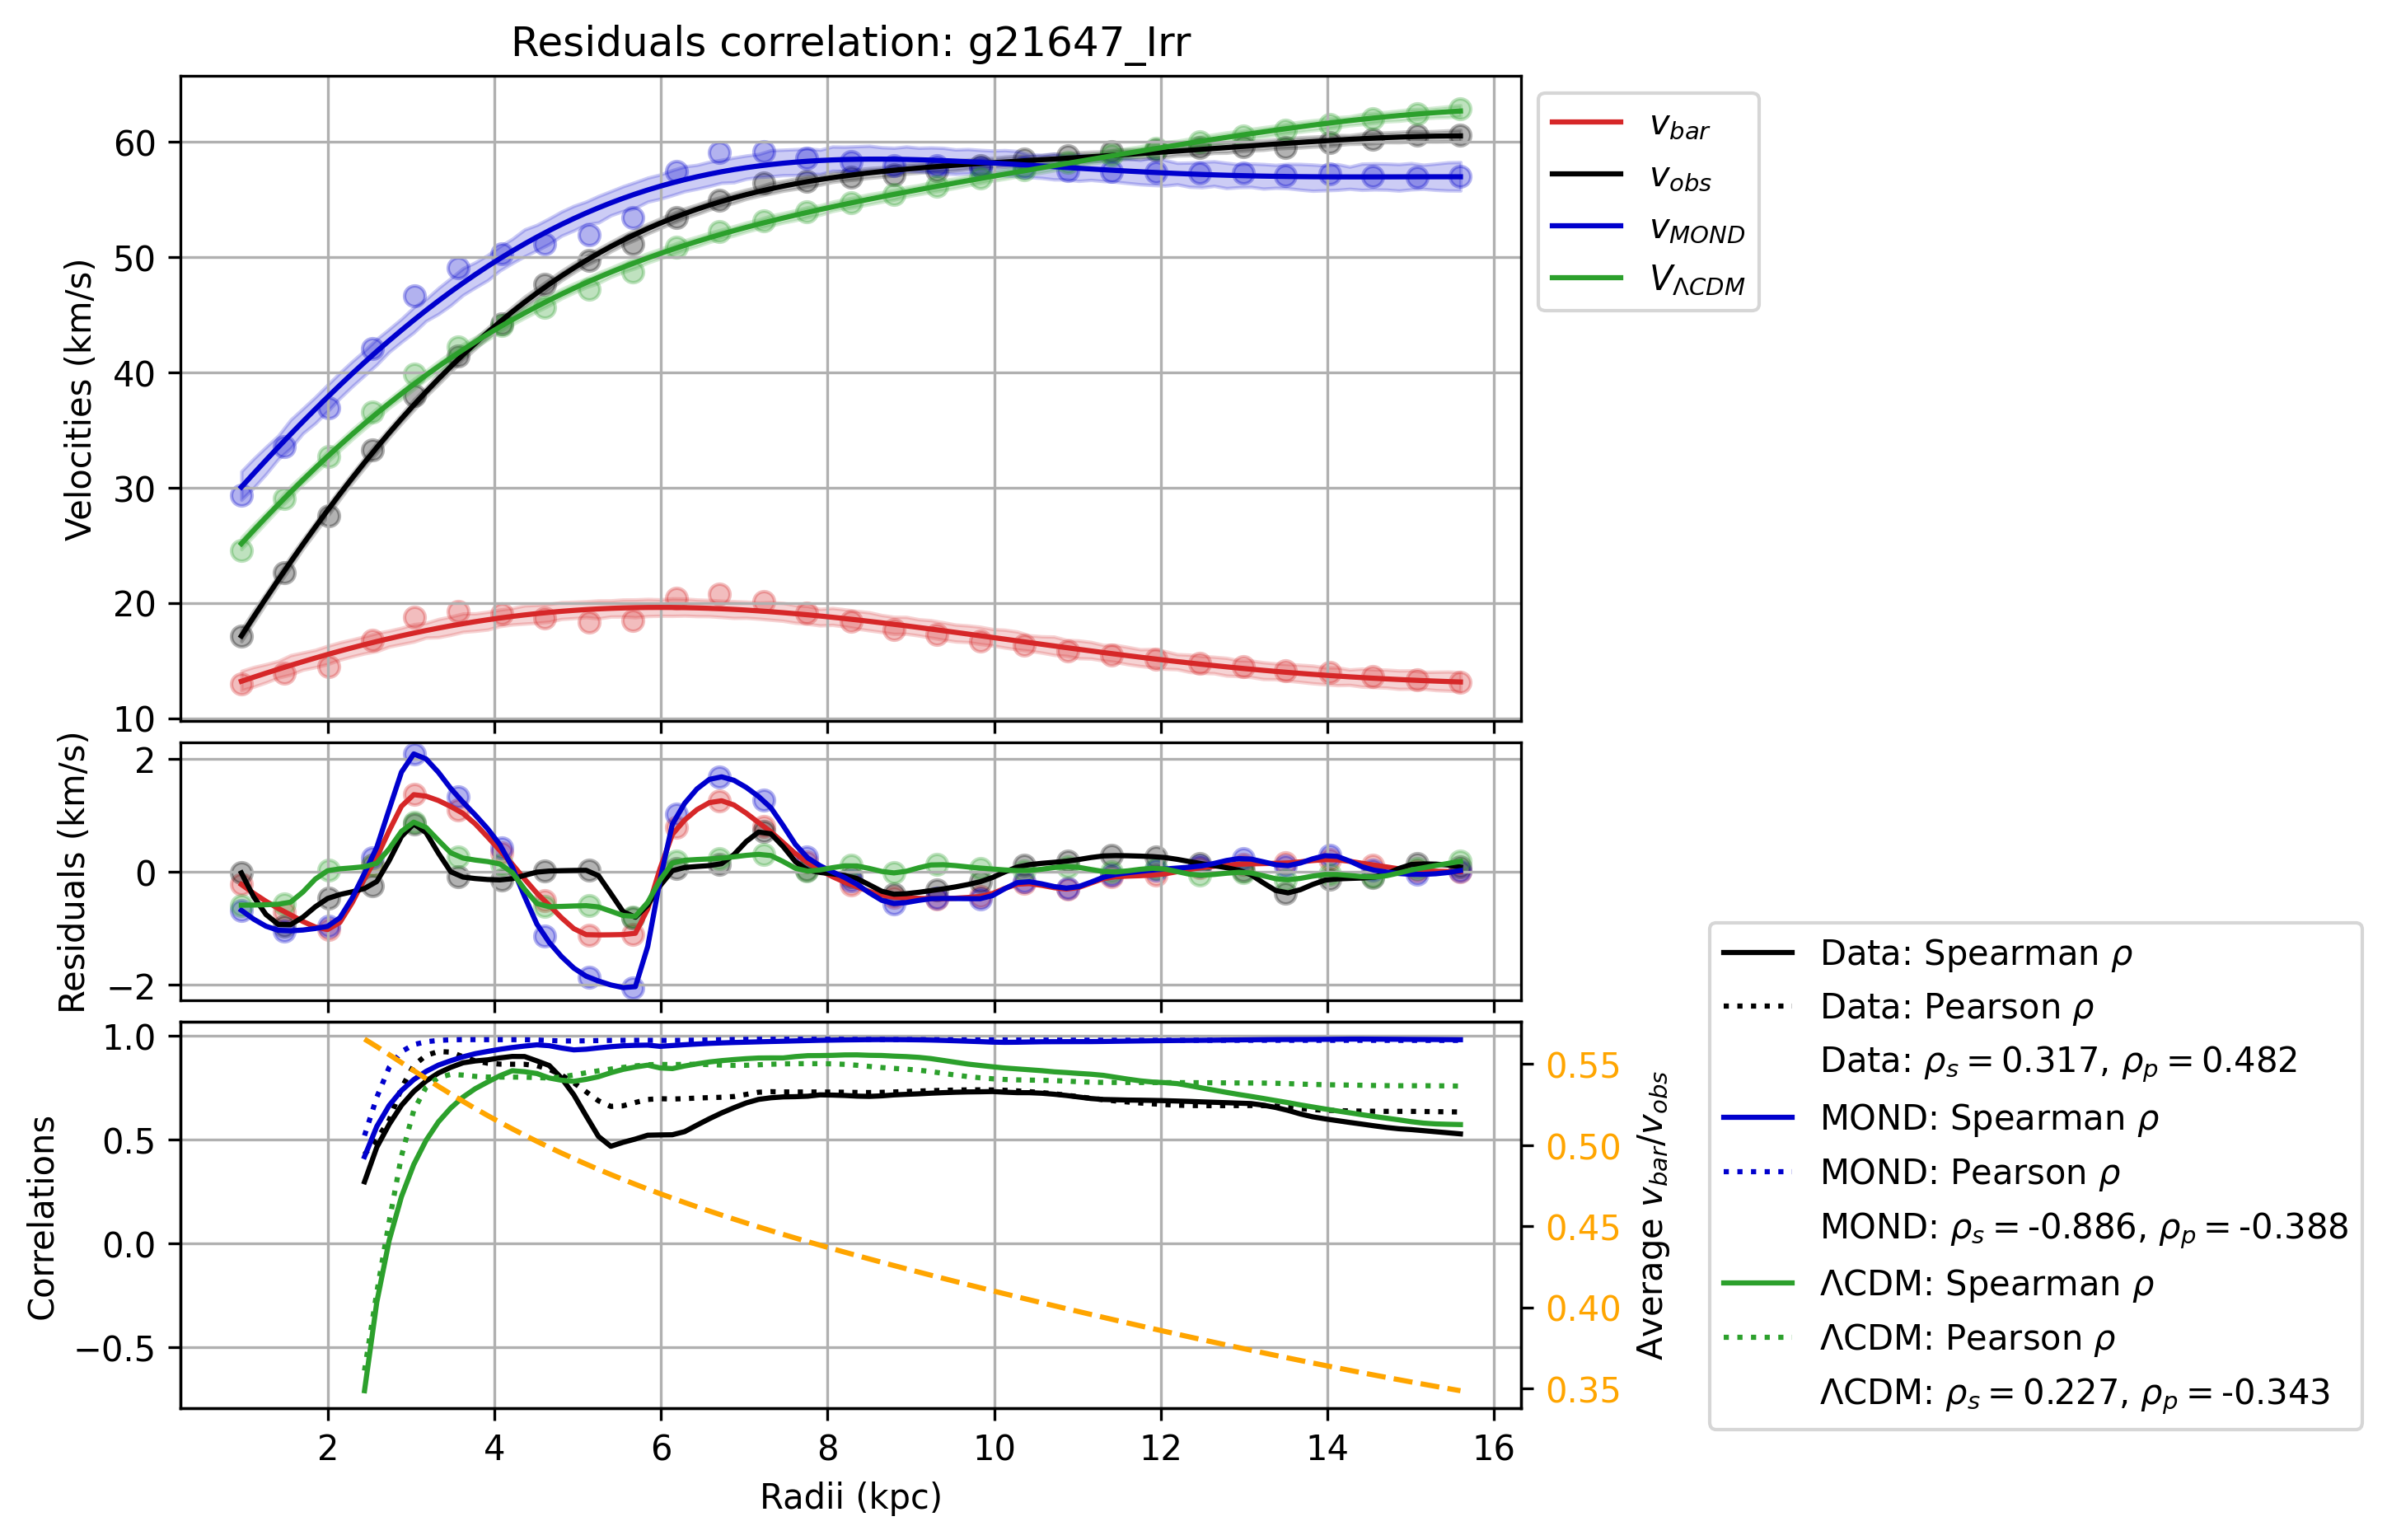 Residuals correlation: g21647_Irr
Velocities (km/s)
60
50
40
30
20
10
v_bar
v_obs
v_MOND
V_ΛCDM
Residuals (km/s)
2
0
−2
Correlations
1.0
0.5
0.0
−0.5
0.55
0.50
0.45
0.40
0.35
Average v_bar/v_obs
2 4 6 8 10 12 14 16
Radii (kpc)
Data: Spearman ρ
Data: Pearson ρ
Data: ρ_s = 0.317, ρ_p = 0.482
MOND: Spearman ρ
MOND: Pearson ρ
MOND: ρ_s = -0.886, ρ_p = -0.388
ΛCDM: Spearman ρ
ΛCDM: Pearson ρ
ΛCDM: ρ_s = 0.227, ρ_p = -0.343